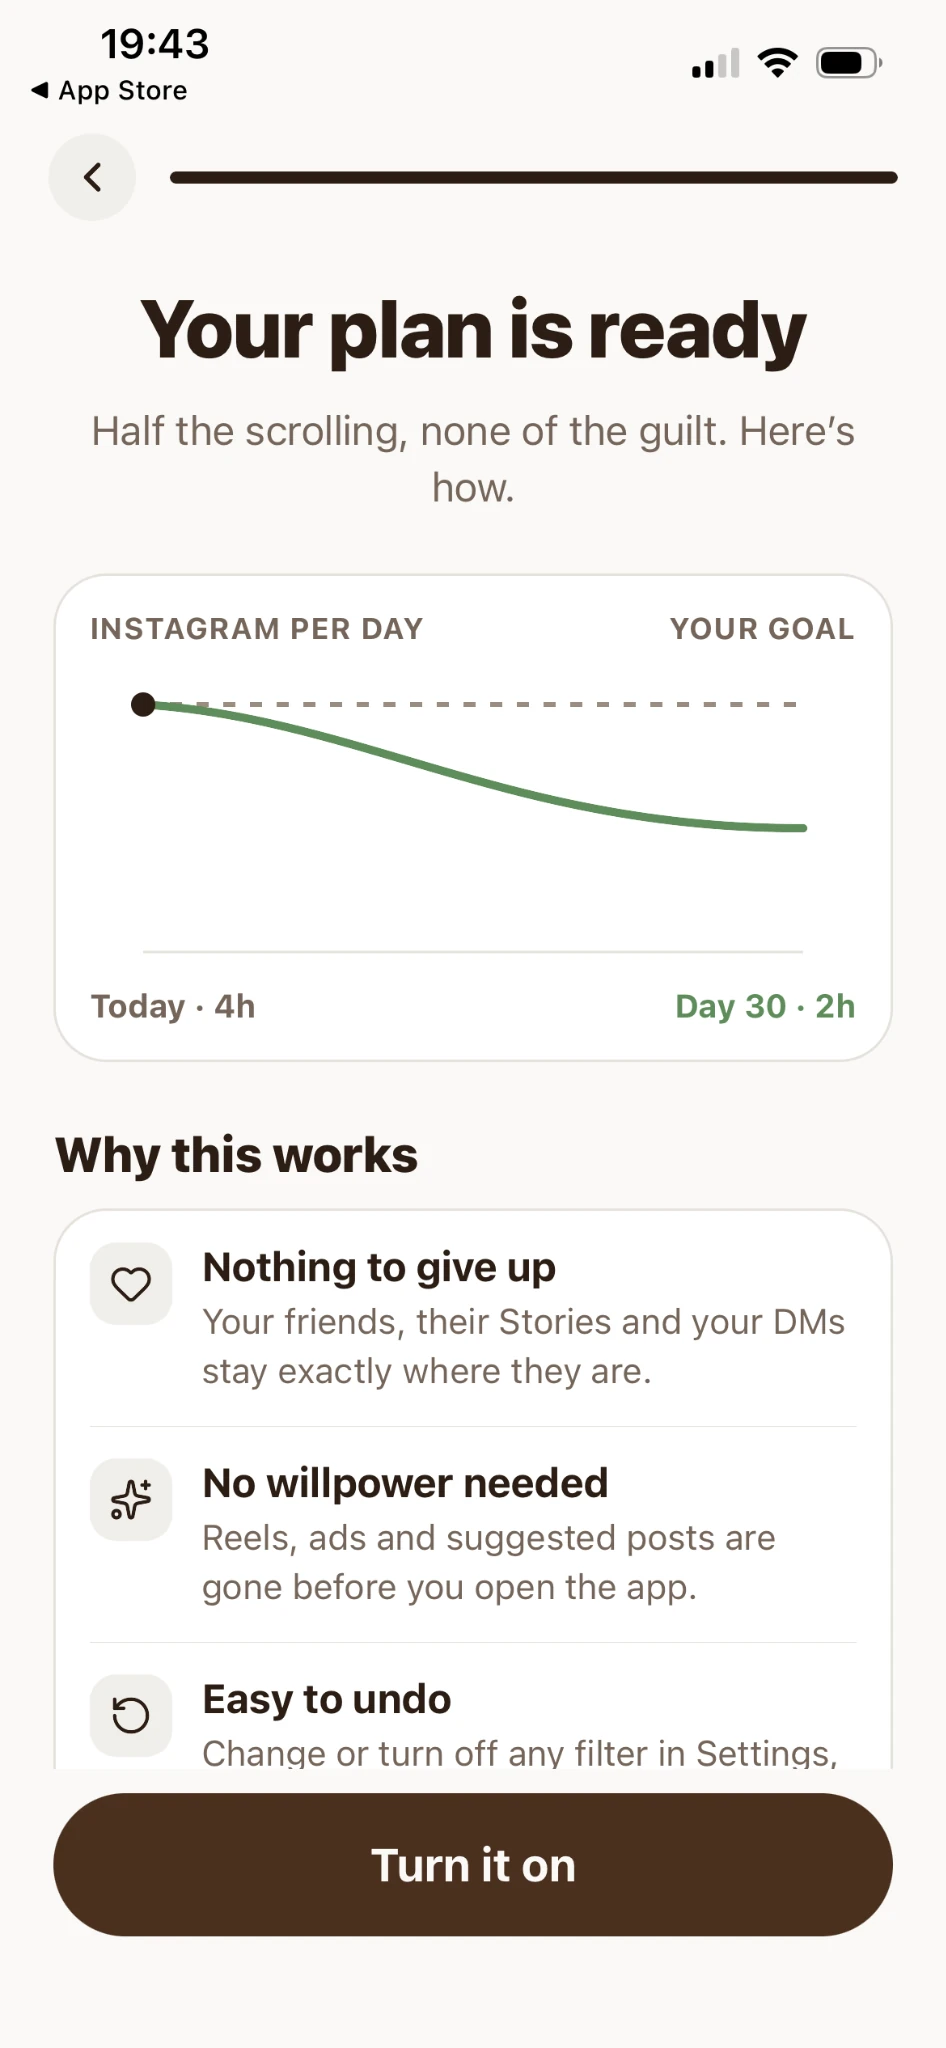 19:43
◀ App Store
Your plan is ready
Half the scrolling, none of the guilt. Here’s
how.
INSTAGRAM PER DAY
YOUR GOAL
Today · 4h
Day 30 · 2h
Why this works
Nothing to give up
Your friends, their Stories and your DMs
stay exactly where they are.
No willpower needed
Reels, ads and suggested posts are
gone before you open the app.
Easy to undo
Change or turn off any filter in Settings,
Turn it on